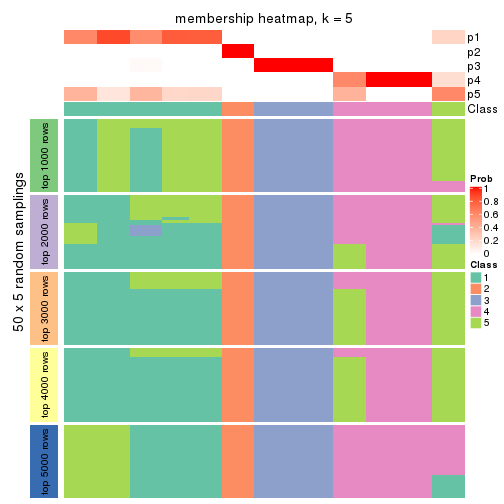 membership heatmap, k = 5
p1
p2
p3
p4
p5
Class
50 x 5 random samplings
top 1000 rows
top 2000 rows
top 3000 rows
top 4000 rows
top 5000 rows
Prob
1
0.8
0.6
0.4
0.2
0
Class
1
2
3
4
5